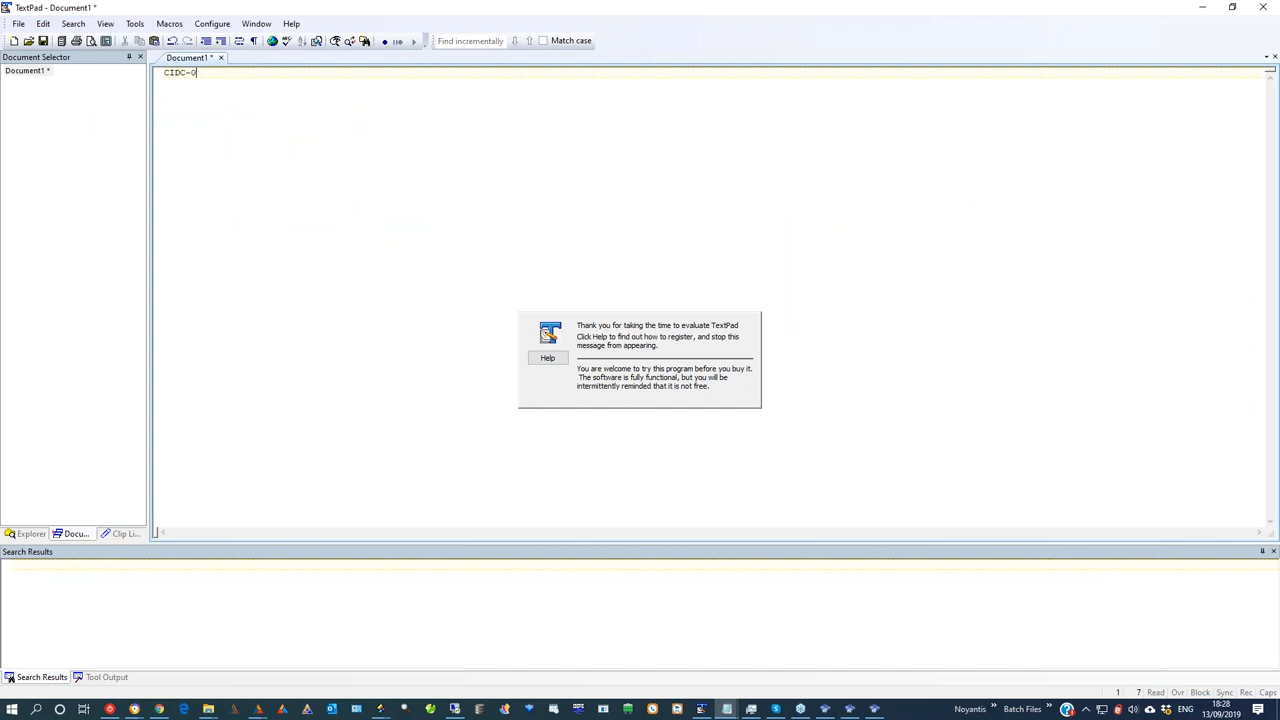 TextPad - Document1 *
File Edit Search View Tools Macros Configure Window Help
Find incrementally Match case
Document Selector
Document1 *
Document1 *
CIDC-0
Thank you for taking the time to evaluate TextPad
Click Help to find out how to register, and stop this
message from appearing.
Help
You are welcome to try this program before you buy it.
The software is fully functional, but you will be
intermittently reminded that it is not free.
Explorer Docu... Clip Li...
Search Results
Search Results Tool Output
1 7 Read Ovr Block Sync Rec Caps
Noyantis Batch Files ENG 18:28
13/09/2019